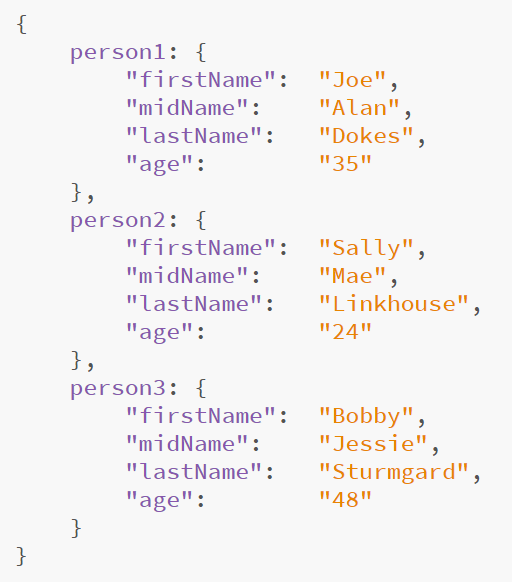 {
    person1: {
        "firstName":  "Joe",
        "midName":    "Alan",
        "lastName":   "Dokes",
        "age":        "35"
    },
    person2: {
        "firstName":  "Sally",
        "midName":    "Mae",
        "lastName":   "Linkhouse",
        "age":        "24"
    },
    person3: {
        "firstName":  "Bobby",
        "midName":    "Jessie",
        "lastName":   "Sturmgard",
        "age":        "48"
    }
}